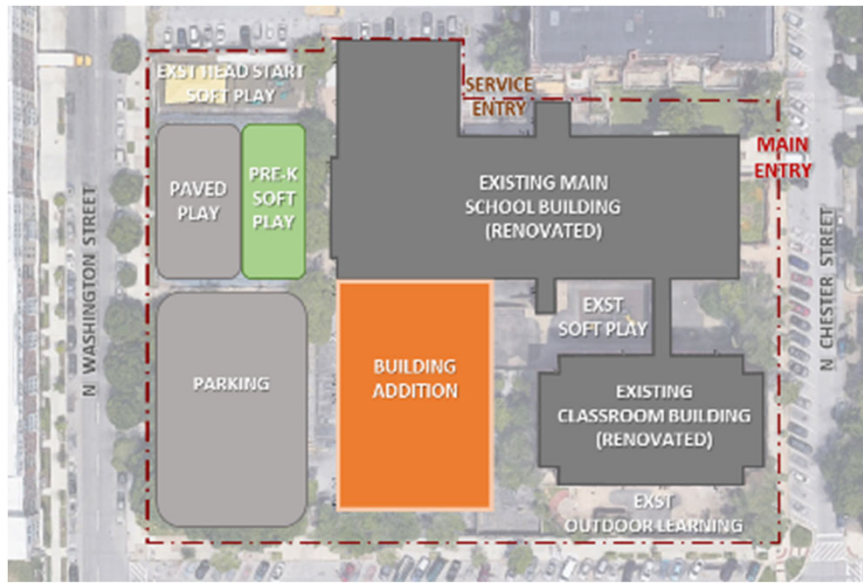 EXST HEAD START
SOFT PLAY
SERVICE
ENTRY
MAIN
ENTRY
PAVED
PLAY
PRE-K
SOFT
PLAY
EXISTING MAIN
SCHOOL BUILDING
(RENOVATED)
N WASHINGTON STREET
N CHESTER STREET
EXST
SOFT PLAY
PARKING
BUILDING
ADDITION
EXISTING
CLASSROOM BUILDING
(RENOVATED)
EXST
OUTDOOR LEARNING